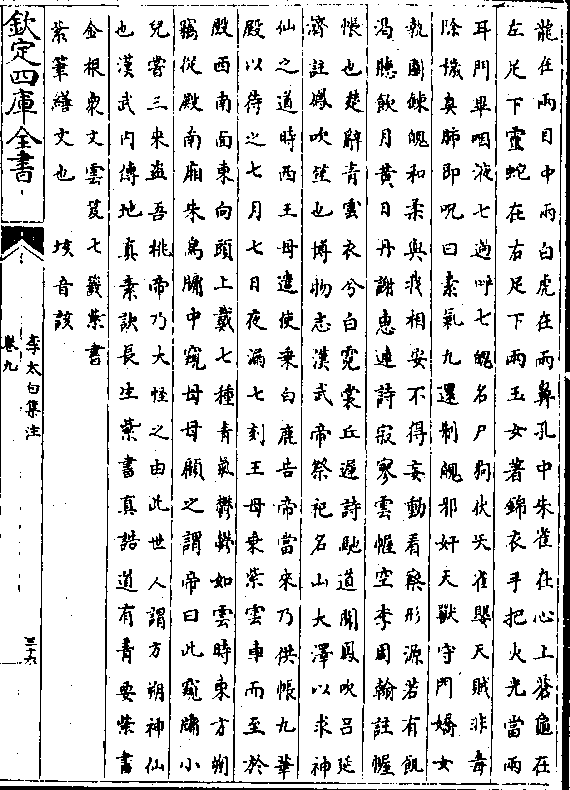 龍在兩目中兩白虎在兩鼻孔中朱雀在心上蒼龜在
左足下靈蛇在右足下兩玉女著錦衣手把火光當兩
耳門畢咽液七過呼七魄名尸狗伏矢雀嬰天賊非毒
除穢臭肺即呪曰素氣九還制魄邪奸天獸守門嬌女
執關鍊魄和柔與我相安不得妄動看察形源若有飢
渴聽飲月黄日丹謝惠連詩寂寥雲幄空李周翰註幄
帳也楚辭青雲衣兮白霓裳丘遲詩馳道聞鳳吹呂延
濟註鳳吹笙也博物志漢武帝祭祀名山大澤以求神
仙之道時西王母遣使乘白鹿告帝當來乃供帳九華
殿以待之七月七日夜漏七刻王母乘紫雲車而至於
殿西南面東向頭上戴七種青氣鬱鬱如雲時東方朔
竊從殿南廂朱鳥牖中窺母母顧之謂帝曰此窺牖小
兒嘗三來盜吾桃帝乃大怪之由此世人謂方朔神仙
也漢武内傳地真素訣長生紫書真誥道有青要紫書
金根衆文雲笈七籤紫書
紫筆繕文也　垓音該
欽定四庫全書
李太白集注
卷九
三十六